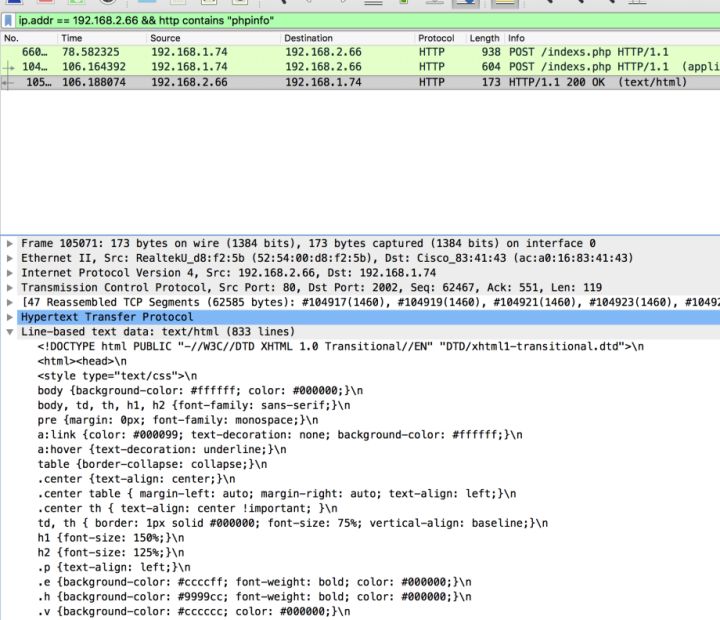 ip.addr == 192.168.2.66 && http contains "phpinfo"
No. Time Source Destination Protocol Length Info
660… 78.582325 192.168.1.74 192.168.2.66 HTTP 938 POST /indexs.php HTTP/1.1
104… 106.164392 192.168.1.74 192.168.2.66 HTTP 604 POST /indexs.php HTTP/1.1 (appli
105… 106.188074 192.168.2.66 192.168.1.74 HTTP 173 HTTP/1.1 200 OK (text/html)
Frame 105071: 173 bytes on wire (1384 bits), 173 bytes captured (1384 bits) on interface 0
Ethernet II, Src: RealtekU_d8:f2:5b (52:54:00:d8:f2:5b), Dst: Cisco_83:41:43 (ac:a0:16:83:41:43)
Internet Protocol Version 4, Src: 192.168.2.66, Dst: 192.168.1.74
Transmission Control Protocol, Src Port: 80, Dst Port: 2002, Seq: 62467, Ack: 551, Len: 119
[47 Reassembled TCP Segments (62585 bytes): #104917(1460), #104919(1460), #104921(1460), #104923(1460), #1049
Hypertext Transfer Protocol
Line-based text data: text/html (833 lines)
<!DOCTYPE html PUBLIC "-//W3C//DTD XHTML 1.0 Transitional//EN" "DTD/xhtml1-transitional.dtd">\n
<html><head>\n
<style type="text/css">\n
body {background-color: #ffffff; color: #000000;}\n
body, td, th, h1, h2 {font-family: sans-serif;}\n
pre {margin: 0px; font-family: monospace;}\n
a:link {color: #000099; text-decoration: none; background-color: #ffffff;}\n
a:hover {text-decoration: underline;}\n
table {border-collapse: collapse;}\n
.center {text-align: center;}\n
.center table { margin-left: auto; margin-right: auto; text-align: left;}\n
.center th { text-align: center !important; }\n
td, th { border: 1px solid #000000; font-size: 75%; vertical-align: baseline;}\n
h1 {font-size: 150%;}\n
h2 {font-size: 125%;}\n
.p {text-align: left;}\n
.e {background-color: #ccccff; font-weight: bold; color: #000000;}\n
.h {background-color: #9999cc; font-weight: bold; color: #000000;}\n
.v {background-color: #cccccc; color: #000000;}\n